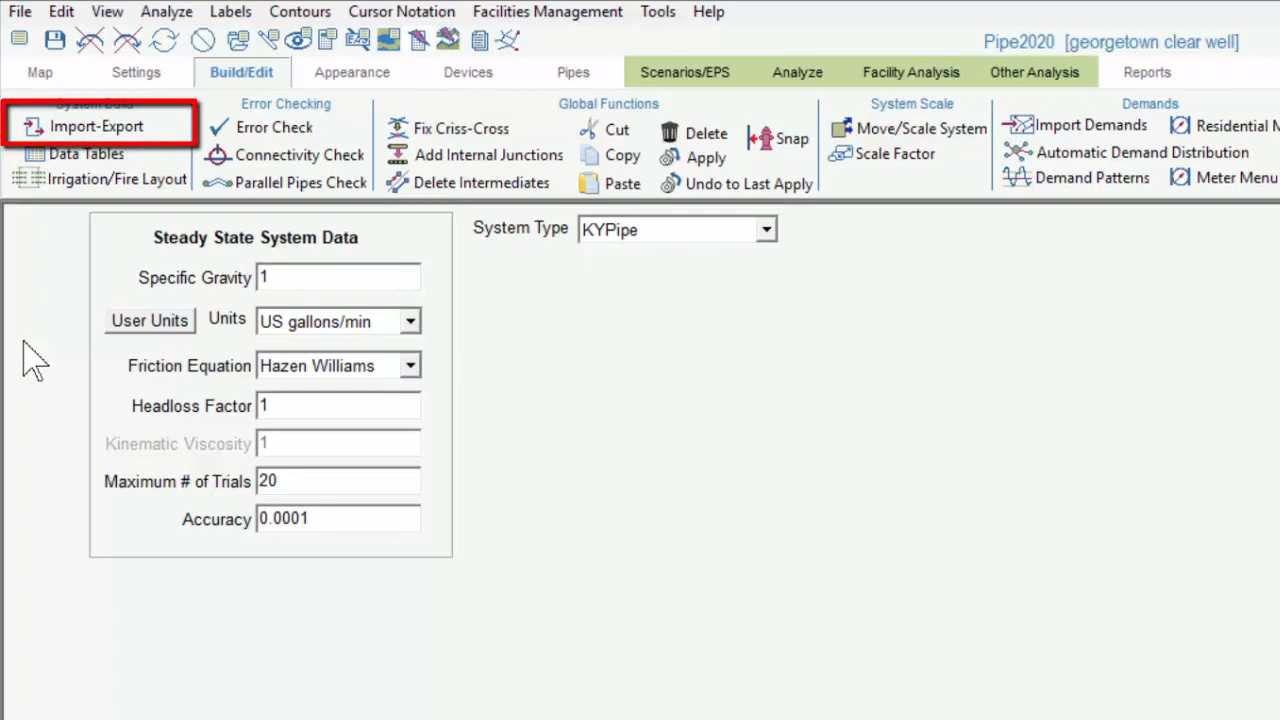 File Edit View Analyze Labels Contours Cursor Notation Facilities Management Tools Help
Pipe2020 [georgetown clear well]
Map Settings Build/Edit Appearance Devices Pipes Scenarios/EPS Analyze Facility Analysis Other Analysis Reports
System Build Error Checking Global Functions System Scale Demands
Import-Export Error Check Fix Criss-Cross Cut Delete Snap Move/Scale System Import Demands Residential M
Data Tables Connectivity Check Add Internal Junctions Copy Apply Scale Factor Automatic Demand Distribution
Irrigation/Fire Layout Parallel Pipes Check Delete Intermediates Paste Undo to Last Apply Demand Patterns Meter Menu
Steady State System Data System Type KYPipe
Specific Gravity 1
User Units Units US gallons/min
Friction Equation Hazen Williams
Headloss Factor 1
Kinematic Viscosity 1
Maximum # of Trials 20
Accuracy 0.0001